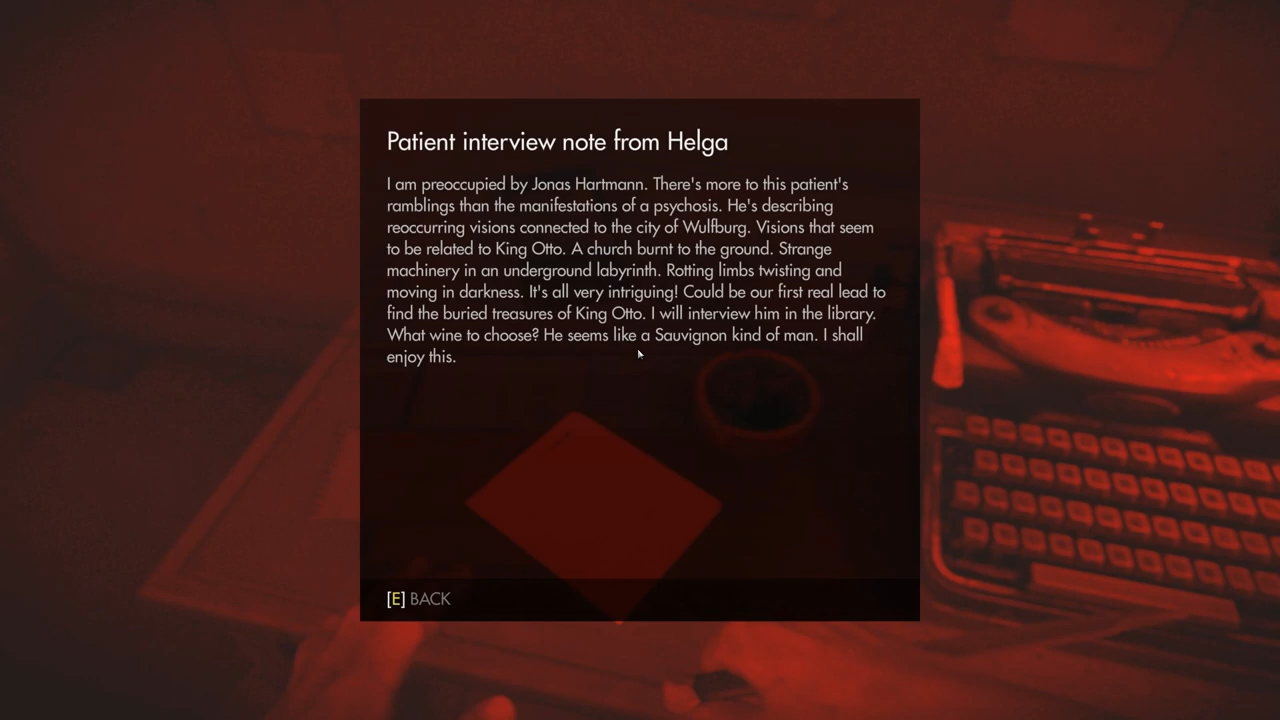 Patient interview note from Helga
I am preoccupied by Jonas Hartmann. There's more to this patient's
ramblings than the manifestations of a psychosis. He's describing
reoccurring visions connected to the city of Wulfburg. Visions that seem
to be related to King Otto. A church burnt to the ground. Strange
machinery in an underground labyrinth. Rotting limbs twisting and
moving in darkness. It's all very intriguing! Could be our first real lead to
find the buried treasures of King Otto. I will interview him in the library.
What wine to choose? He seems like a Sauvignon kind of man. I shall
enjoy this.
[E] BACK